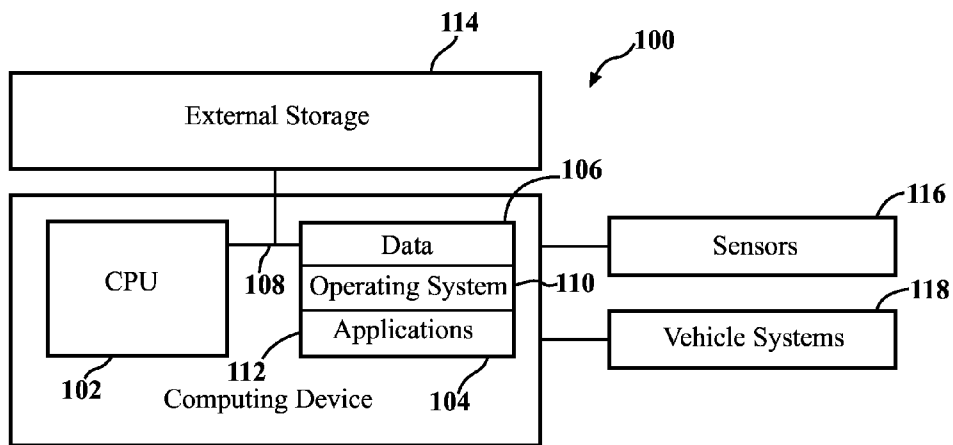 114
100
External Storage
106
116
Data
Sensors
CPU
108
Operating System
110
118
Applications
Vehicle Systems
112
102
104
Computing Device